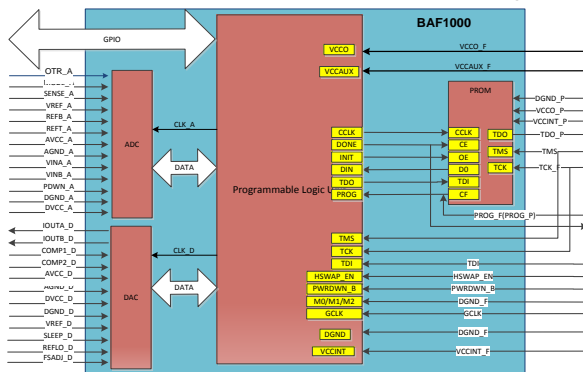 BAF1000
GPIO
VCCO
VCCO_F
VCCAUX
VCCAUX_F
OTR_A
SENSE_A
VREF_A
REFB_A
REFT_A
AVCC_A
AGND_A
VINA_A
VINB_A
PDWN_A
DGND_A
DVCC_A
ADC
CLK_A
DATA
Programmable Logic
CCLK
DONE
INIT
DIN
TDO
PROG
PROM
CCLK
CE
OE
D0
TDI
CF
TDO
TMS
TCK
DGND_P
VCCO_P
VCCINT_P
TDO_P
TMS
TCK_F
PROG_F(PROG_P)
IOUTA_D
IOUTB_D
COMP1_D
COMP2_D
AVCC_D
AGND_D
DVCC_D
DGND_D
VREF_D
SLEEP_D
REFLO_D
FSADJ_D
DAC
CLK_D
DATA
TMS
TCK
TDI
HSWAP_EN
PWRDWN_B
M0/M1/M2
GCLK
DGND
VCCINT
TDI
HSWAP_EN
PWRDWN_B
DGND_F
GCLK
DGND_F
VCCINT_F